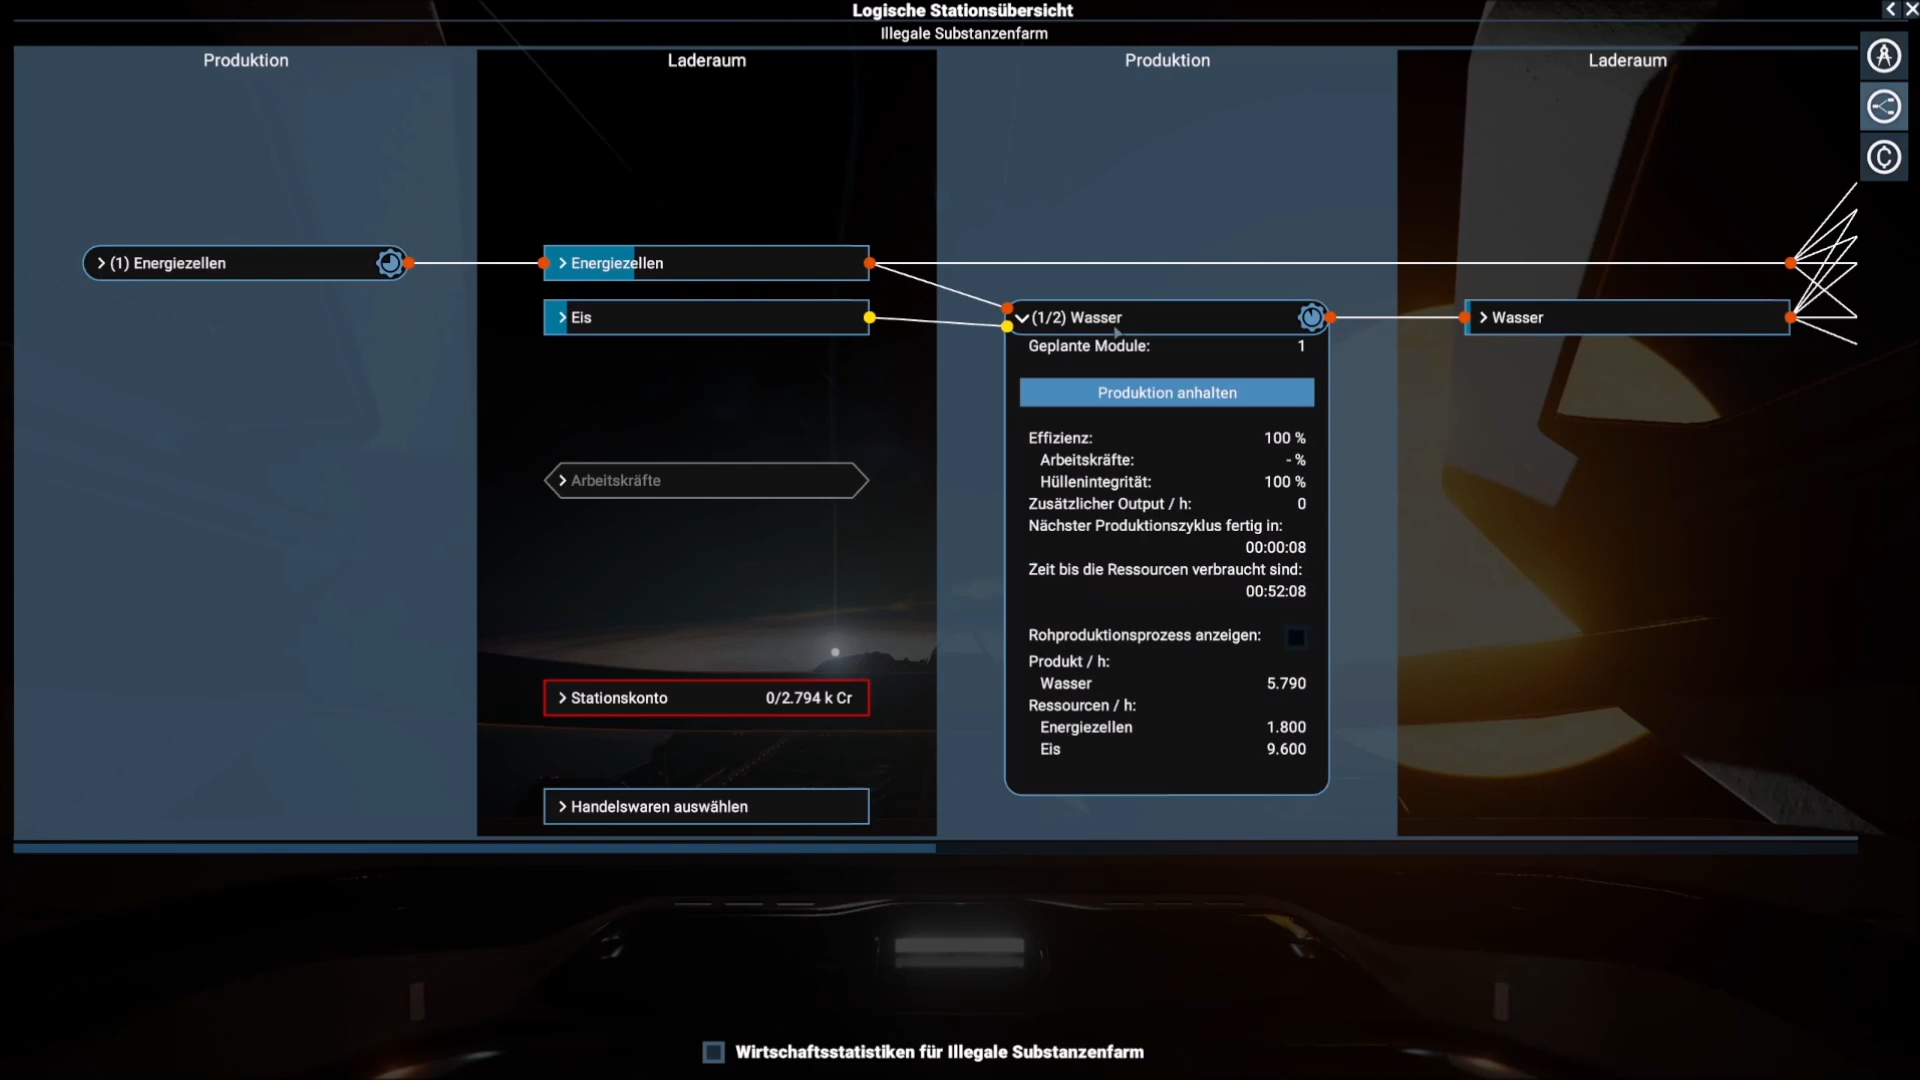 Logische Stationsübersicht
Illegale Substanzenfarm
Produktion
Laderaum
Produktion
Laderaum
(1) Energiezellen
Energiezellen
Eis
(1/2) Wasser
Wasser
Geplante Module: 1
Produktion anhalten
Effizienz: 100 %
Arbeitskräfte: - %
Hüllenintegrität: 100 %
Zusätzlicher Output / h: 0
Nächster Produktionszyklus fertig in:
00:00:08
Zeit bis die Ressourcen verbraucht sind:
00:52:08
Rohproduktionsprozess anzeigen:
Produkt / h:
Wasser 5.790
Ressourcen / h:
Energiezellen 1.800
Eis 9.600
Arbeitskräfte
Stationskonto 0/2.794 k Cr
Handelswaren auswählen
Wirtschaftsstatistiken für Illegale Substanzenfarm